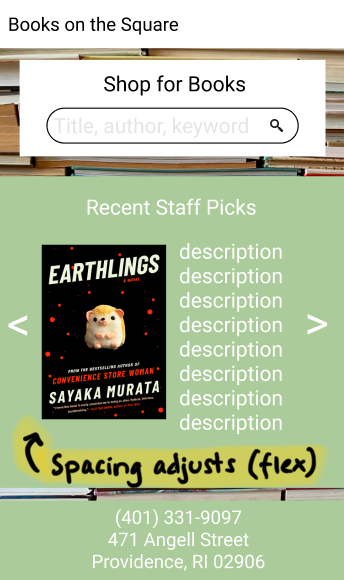 Books on the Square
Shop for Books
Title, author, keyword
Recent Staff Picks
EARTHLINGS
A NOVEL
FROM THE BESTSELLING AUTHOR OF
CONVENIENCE STORE WOMAN
SAYAKA MURATA
<
description
description
description
description
description
description
description
description
>
Spacing adjusts (flex)
(401) 331-9097
471 Angell Street
Providence, RI 02906